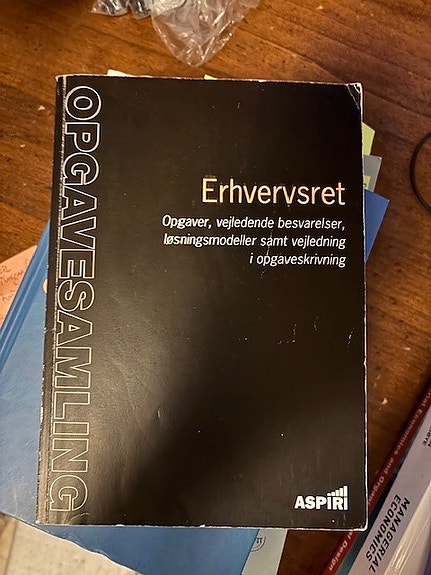 OPGAVESAMLING
Erhvervsret
Opgaver, vejledende besvarelser,
løsningsmodeller samt vejledning
i opgaveskrivning
ASPIRI
MANAGERIAL
ECONOMICS